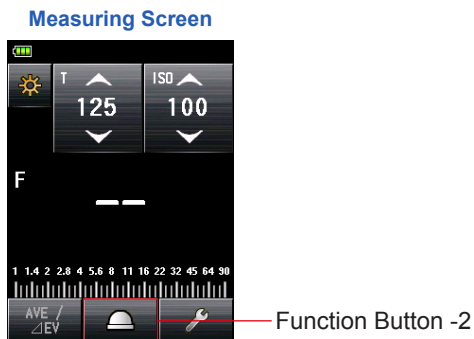 Measuring Screen
T
ISO
125
100
F
1 1.4 2 2.8 4 5.6 8 11 16 22 32 45 64 90
AVE /
⊿EV
Function Button -2